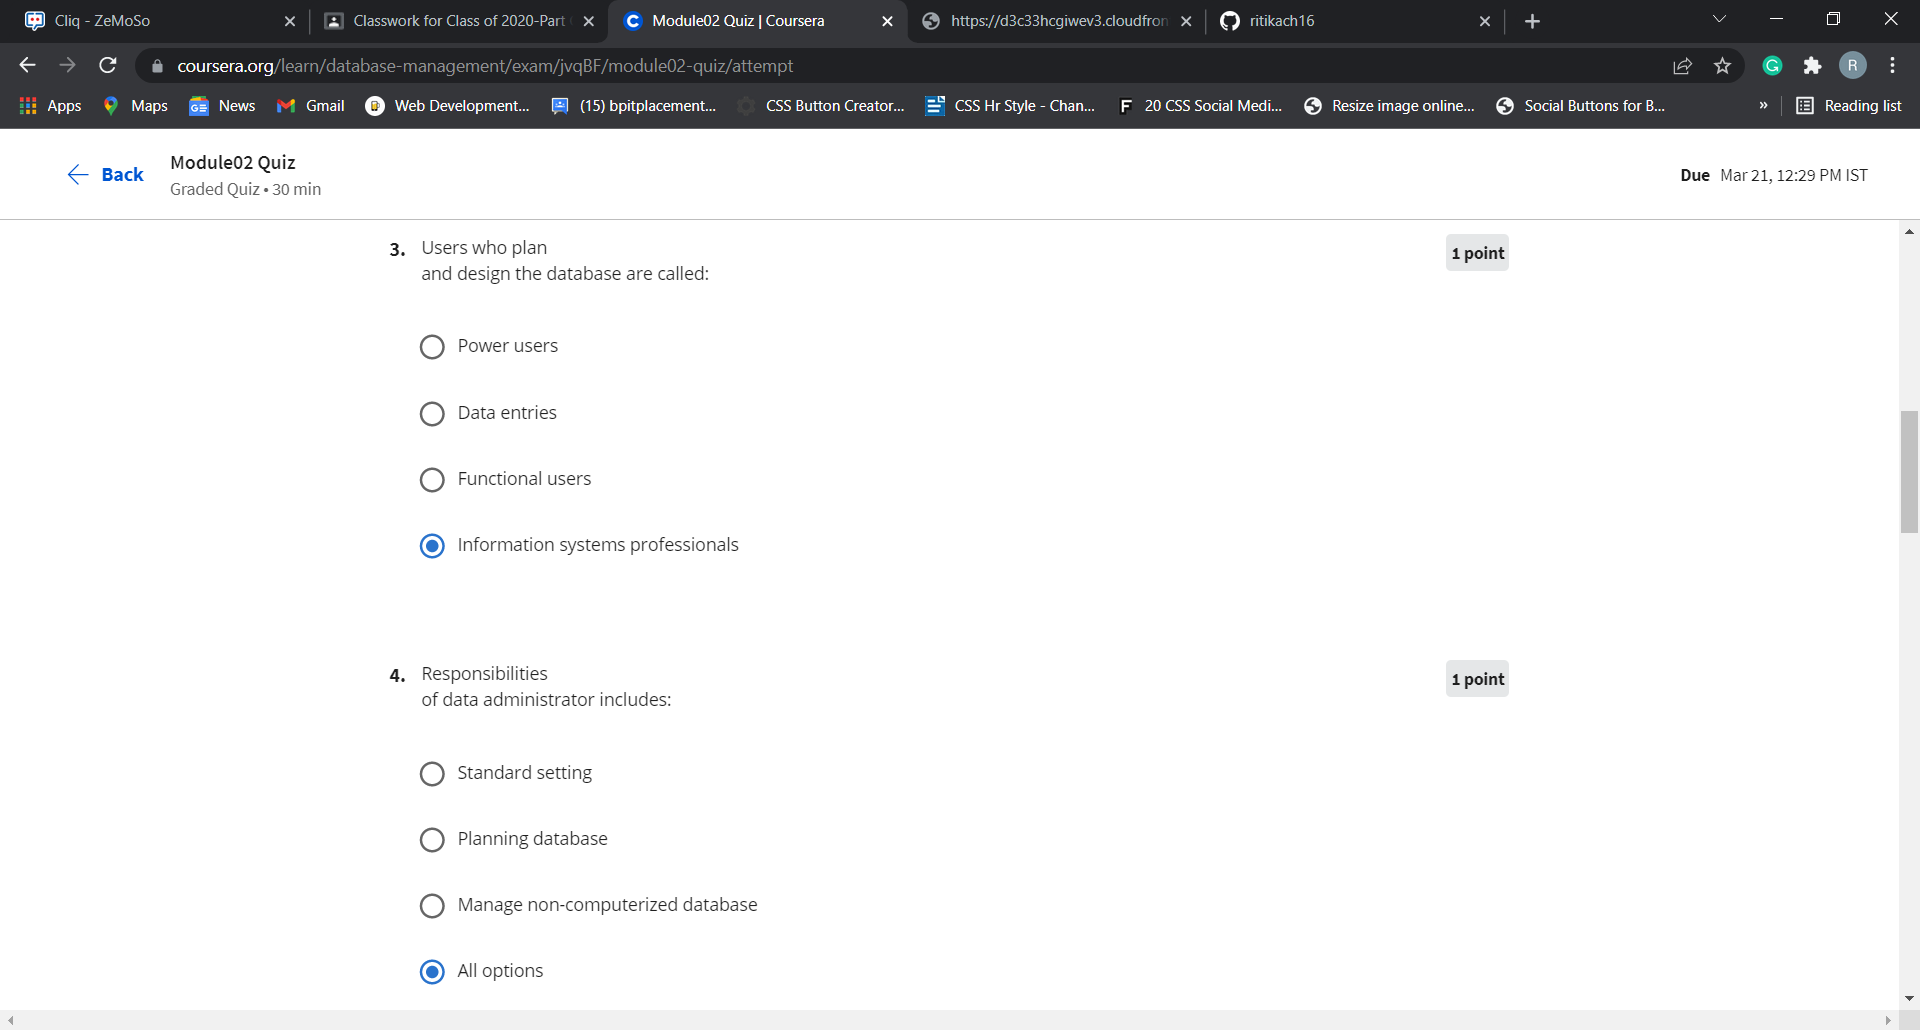 Cliq - ZeMoSo
Classwork for Class of 2020-Part
Module02 Quiz | Coursera
https://d3c33hcgiwev3.cloudfron
ritikach16
coursera.org/learn/database-management/exam/jvqBF/module02-quiz/attempt
G
R
Apps
Maps
News
Gmail
Web Development...
(15) bpitplacement...
CSS Button Creator...
CSS Hr Style - Chan...
F 20 CSS Social Medi...
Resize image online...
Social Buttons for B...
»
Reading list
Back
Module02 Quiz
Graded Quiz • 30 min
Due Mar 21, 12:29 PM IST
3. Users who plan
and design the database are called:
1 point
Power users
Data entries
Functional users
Information systems professionals
4. Responsibilities
of data administrator includes:
1 point
Standard setting
Planning database
Manage non-computerized database
All options